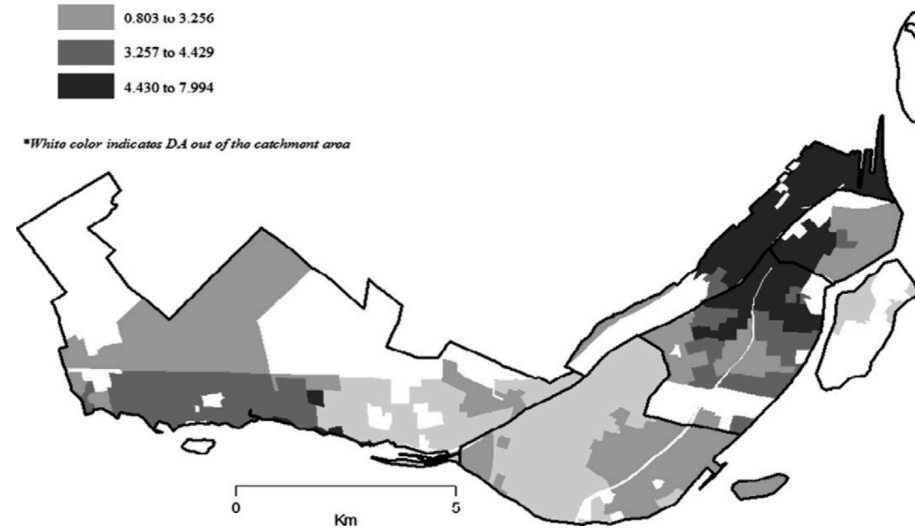 0.803 to 3.256
3.257 to 4.429
4.430 to 7.994
*White color indicates DA out of the catchment area
0 5
Km